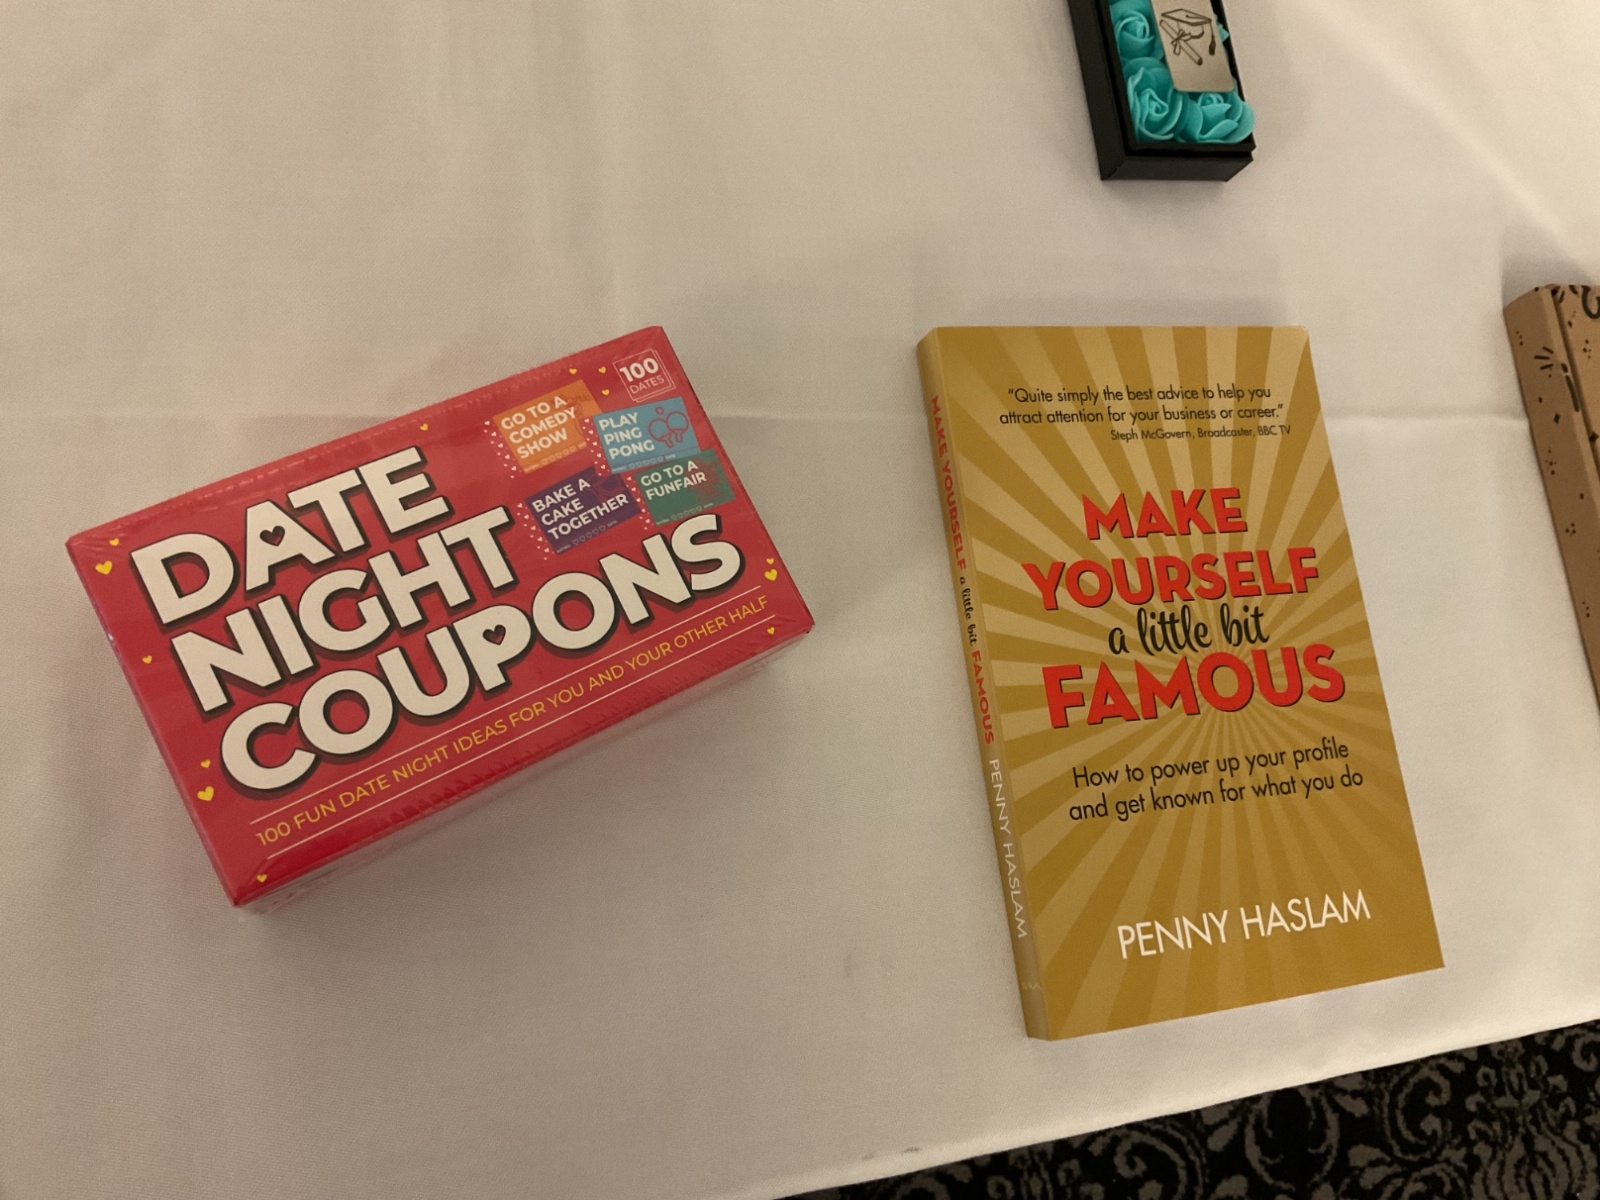 100
DATES
GO TO A
COMEDY
SHOW
PLAY
PING
PONG
BAKE A
CAKE
TOGETHER
GO TO A
FUNFAIR
DATE
NIGHT
COUPONS
100 FUN DATE NIGHT IDEAS FOR YOU AND YOUR OTHER HALF
MAKE YOURSELF a little bit FAMOUS PENNY HASLAM
“Quite simply the best advice to help you
attract attention for your business or career.”
Steph McGovern, Broadcaster, BBC TV
MAKE
YOURSELF
a little bit
FAMOUS
How to power up your profile
and get known for what you do
PENNY HASLAM